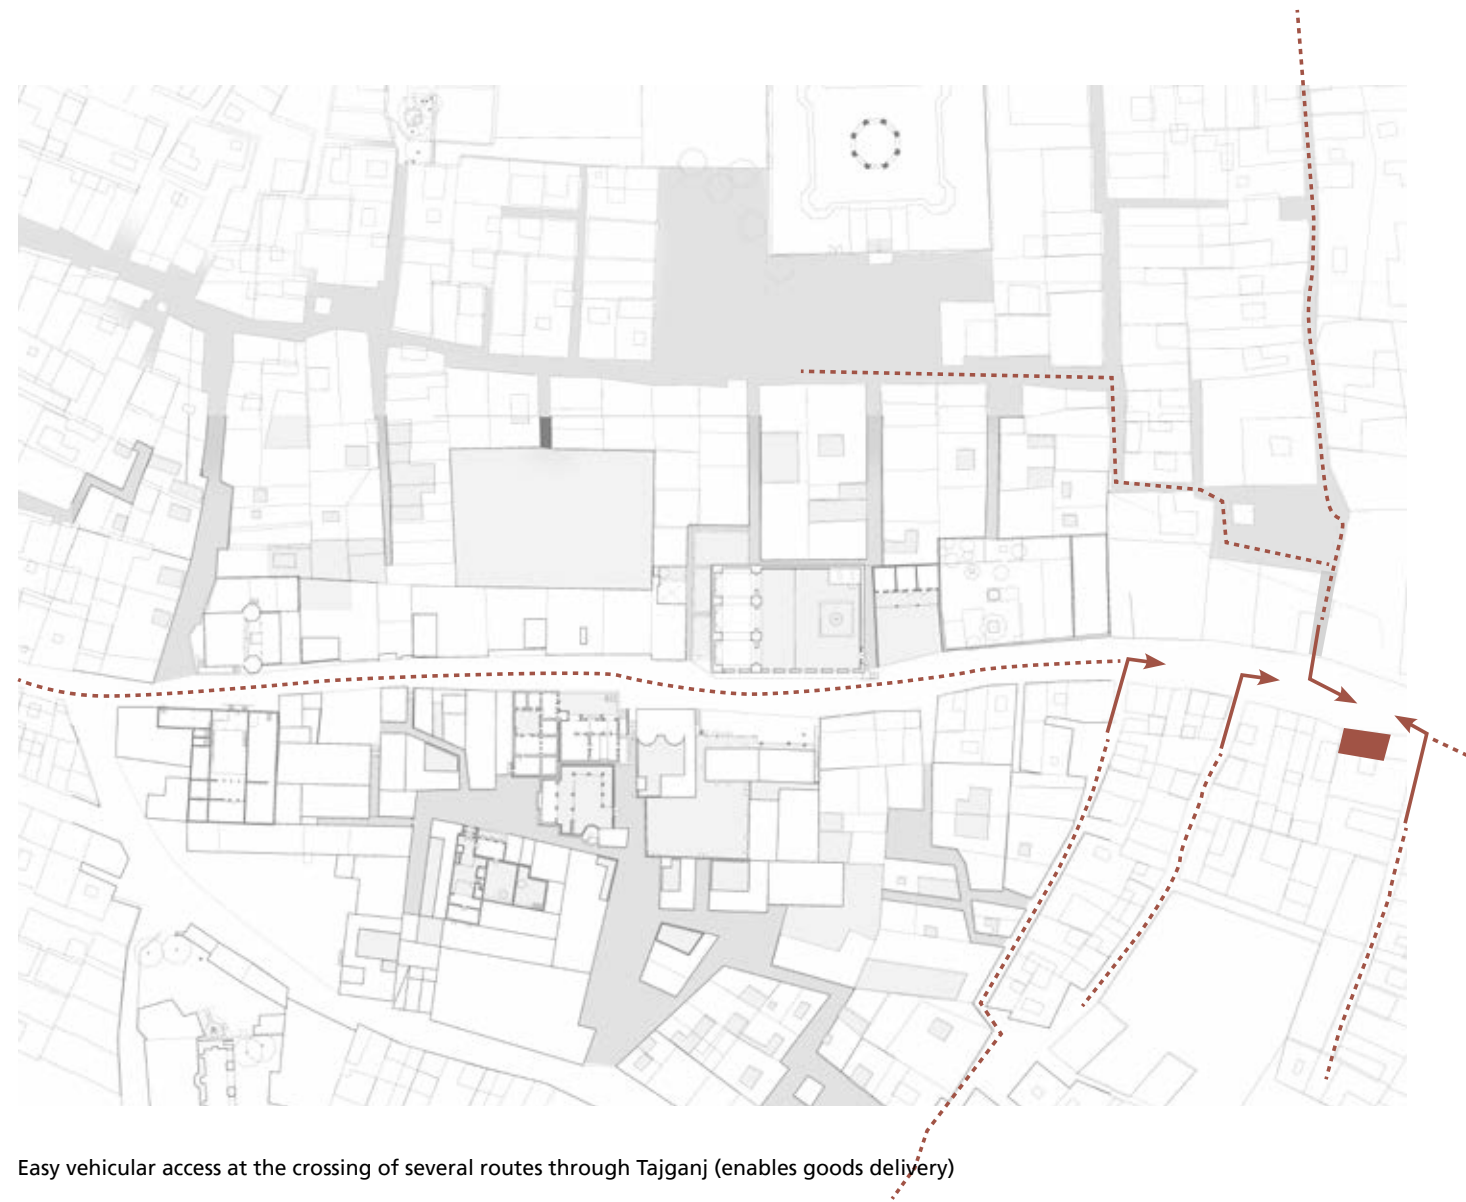 Easy vehicular access at the crossing of several routes through Tajganj (enables goods delivery)